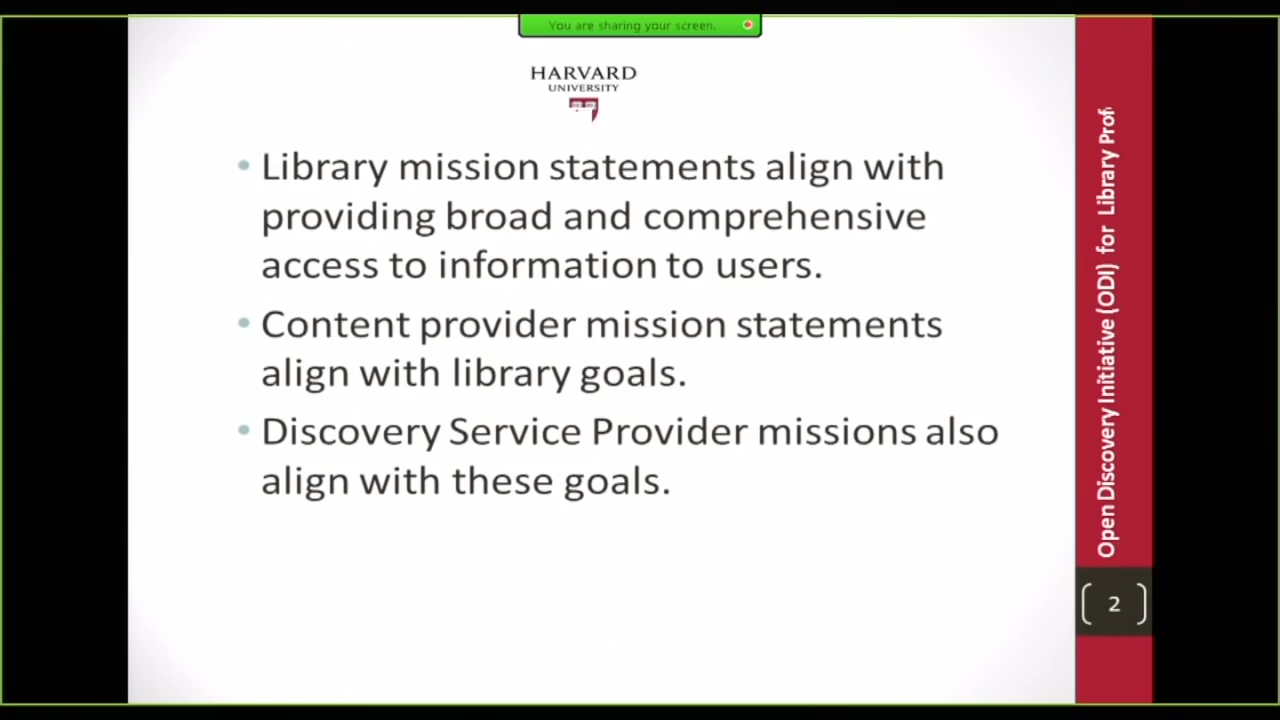 You are sharing your screen.
HARVARD
UNIVERSITY
• Library mission statements align with
providing broad and comprehensive
access to information to users.
• Content provider mission statements
align with library goals.
• Discovery Service Provider missions also
align with these goals.
Open Discovery Initiative (ODI) for Library Prof
2